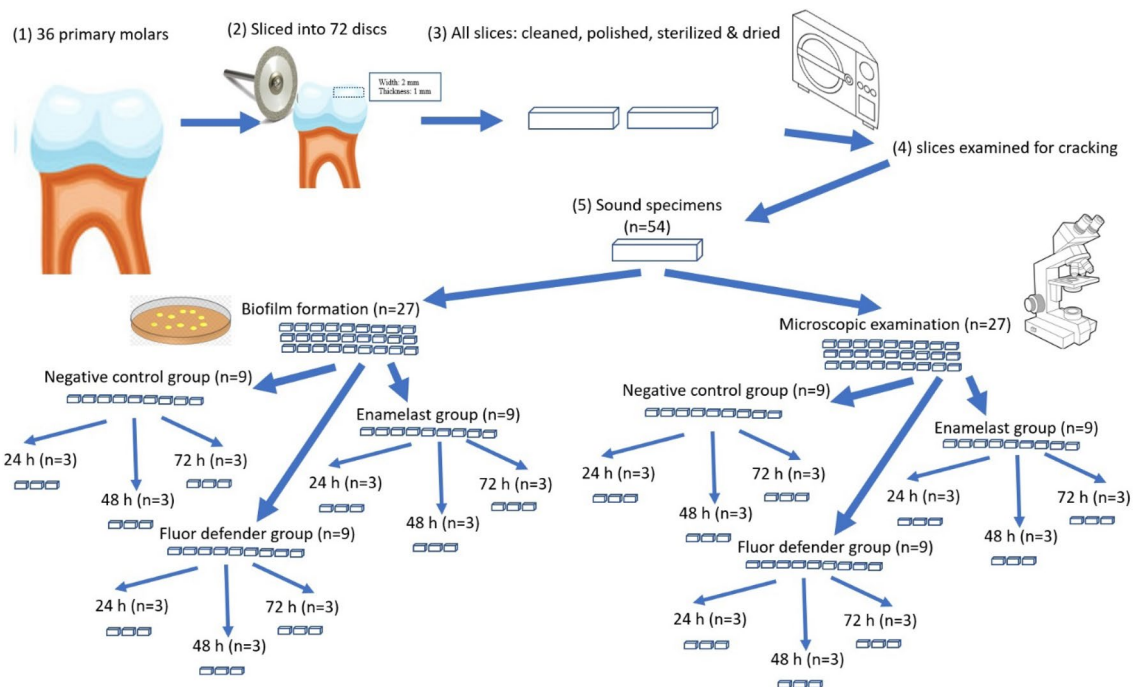 (1) 36 primary molars
(2) Sliced into 72 discs
(3) All slices: cleaned, polished, sterilized & dried
Width: 2 mm
Thickness: 1 mm
(4) slices examined for cracking
(5) Sound specimens
(n=54)
Biofilm formation (n=27)
Negative control group (n=9)
24 h (n=3)
48 h (n=3)
72 h (n=3)
Enamelast group (n=9)
24 h (n=3)
48 h (n=3)
72 h (n=3)
Fluor defender group (n=9)
24 h (n=3)
48 h (n=3)
72 h (n=3)
Microscopic examination (n=27)
Negative control group (n=9)
24 h (n=3)
48 h (n=3)
72 h (n=3)
Enamelast group (n=9)
24 h (n=3)
48 h (n=3)
72 h (n=3)
Fluor defender group (n=9)
24 h (n=3)
48 h (n=3)
72 h (n=3)